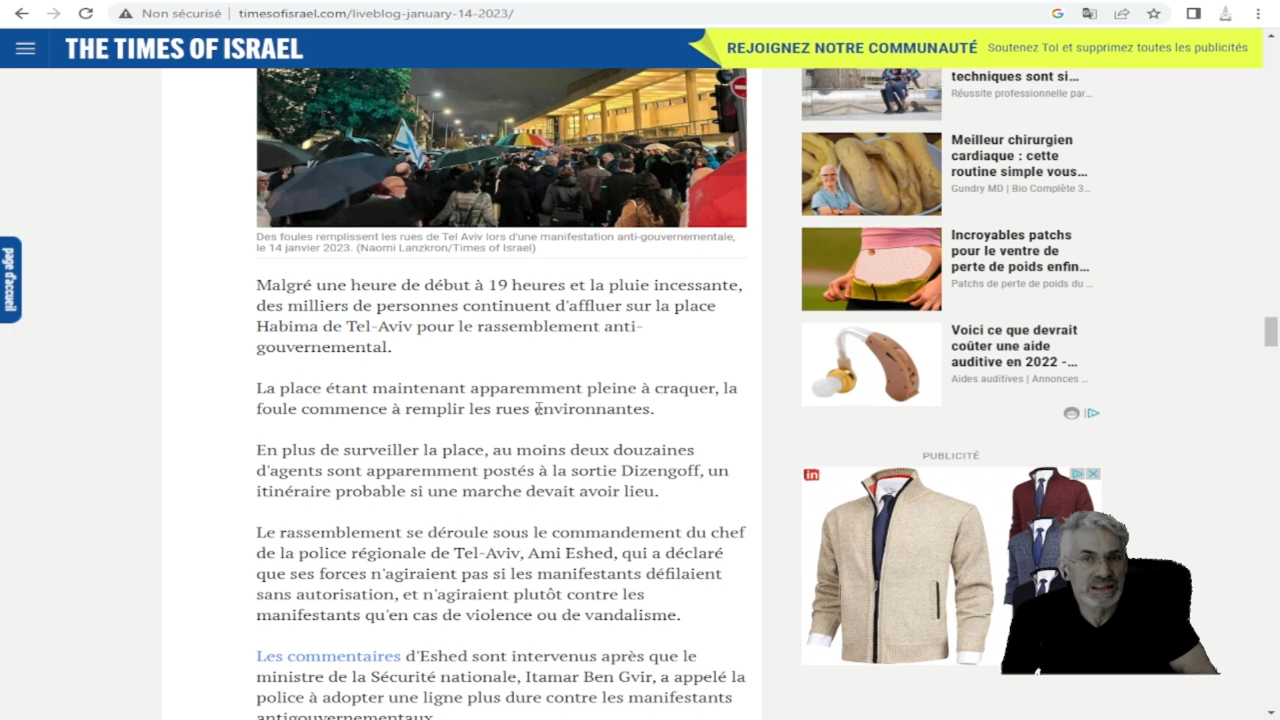 Non sécurisé
timesofisrael.com/liveblog-january-14-2023/
THE TIMES OF ISRAEL
REJOIGNEZ NOTRE COMMUNAUTÉ
Soutenez ToI et supprimez toutes les publicités
page d'accueil
Des foules remplissent les rues de Tel Aviv lors d'une manifestation anti-gouvernementale,
le 14 janvier 2023. (Naomi Lanzkron/Times of Israel)
Malgré une heure de début à 19 heures et la pluie incessante,
des milliers de personnes continuent d'affluer sur la place
Habima de Tel-Aviv pour le rassemblement anti-
gouvernemental.
La place étant maintenant apparemment pleine à craquer, la
foule commence à remplir les rues environnantes.
En plus de surveiller la place, au moins deux douzaines
d'agents sont apparemment postés à la sortie Dizengoff, un
itinéraire probable si une marche devait avoir lieu.
Le rassemblement se déroule sous le commandement du chef
de la police régionale de Tel-Aviv, Ami Eshed, qui a déclaré
que ses forces n'agiraient pas si les manifestants défilaient
sans autorisation, et n'agiraient plutôt contre les
manifestants qu'en cas de violence ou de vandalisme.
Les commentaires d'Eshed sont intervenus après que le
ministre de la Sécurité nationale, Itamar Ben Gvir, a appelé la
police à adopter une ligne plus dure contre les manifestants
antigouvernementaux.
techniques sont si...
Réussite professionnelle par...
Meilleur chirurgien
cardiaque : cette
routine simple vous...
Gundry MD | Bio Complète 3...
Incroyables patchs
pour le ventre de
perte de poids enfin...
Patchs de perte de poids du ...
Voici ce que devrait
coûter une aide
auditive en 2022 -...
Aides auditives | Annonces ...
PUBLICITÉ
in